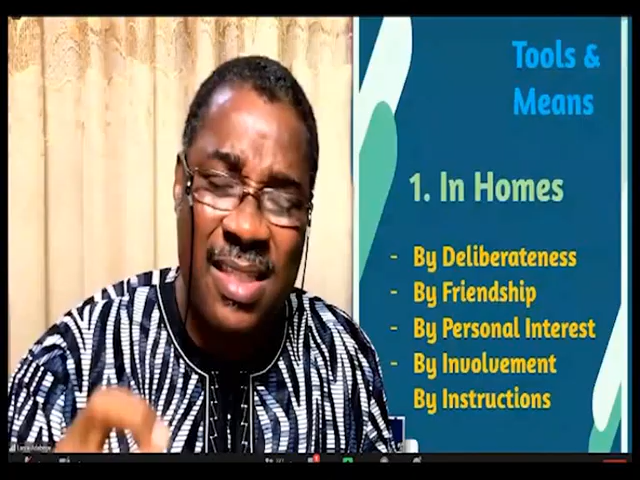 Tools &
Means
1. In Homes
- By Deliberateness
- By Friendship
- By Personal Interest
- By Involvement
By Instructions